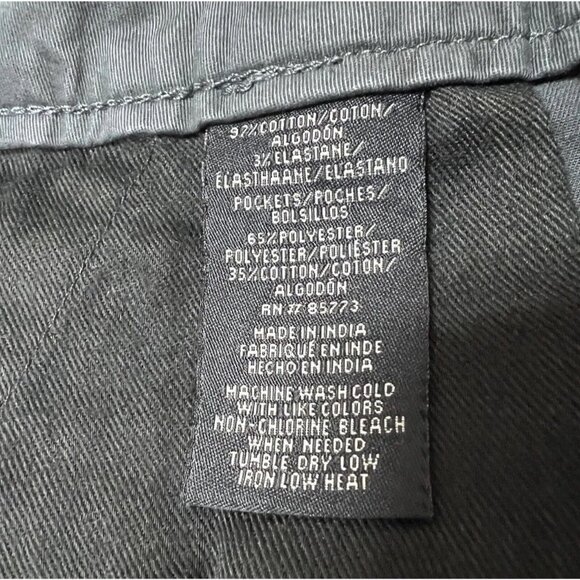 97% COTTON/COTON/
ALGODÓN
3% ELASTANE/
ÉLASTHAANE/ELASTANO
POCKETS/POCHES/
BOLSILLOS
65% POLYESTER/
POLYESTER/POLIÉSTER
35% COTTON/COTON/
ALGODÓN
RN # 85773
MADE IN INDIA
FABRIQUÉ EN INDE
HECHO EN INDIA
MACHINE WASH COLD
WITH LIKE COLORS
NON-CHLORINE BLEACH
WHEN NEEDED
TUMBLE DRY LOW
IRON LOW HEAT